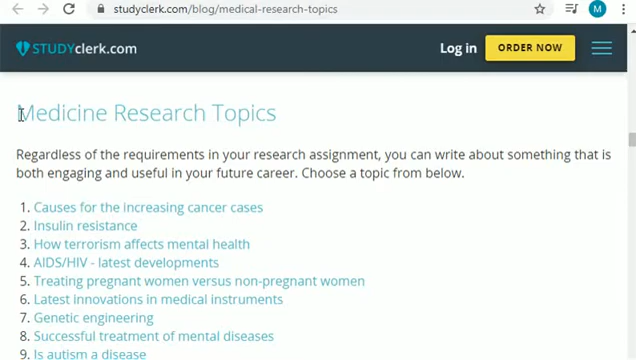 studyclerk.com/blog/medical-research-topics
M
STUDYclerk.com
Log in
ORDER NOW
Medicine Research Topics
Regardless of the requirements in your research assignment, you can write about something that is
both engaging and useful in your future career. Choose a topic from below.
1. Causes for the increasing cancer cases
2. Insulin resistance
3. How terrorism affects mental health
4. AIDS/HIV - latest developments
5. Treating pregnant women versus non-pregnant women
6. Latest innovations in medical instruments
7. Genetic engineering
8. Successful treatment of mental diseases
9. Is autism a disease